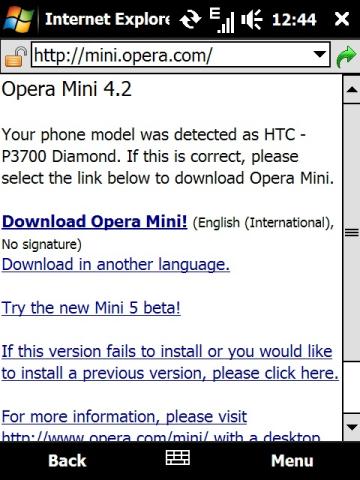 Internet Explore
E
12:44
http://mini.opera.com/
Opera Mini 4.2
Your phone model was detected as HTC -
P3700 Diamond. If this is correct, please
select the link below to download Opera Mini.
Download Opera Mini! (English (International),
No signature)
Download in another language.
Try the new Mini 5 beta!
If this version fails to install or you would like
to install a previous version, please click here.
For more information, please visit
http://www.opera.com/mini/ with a desktop
Back
Menu